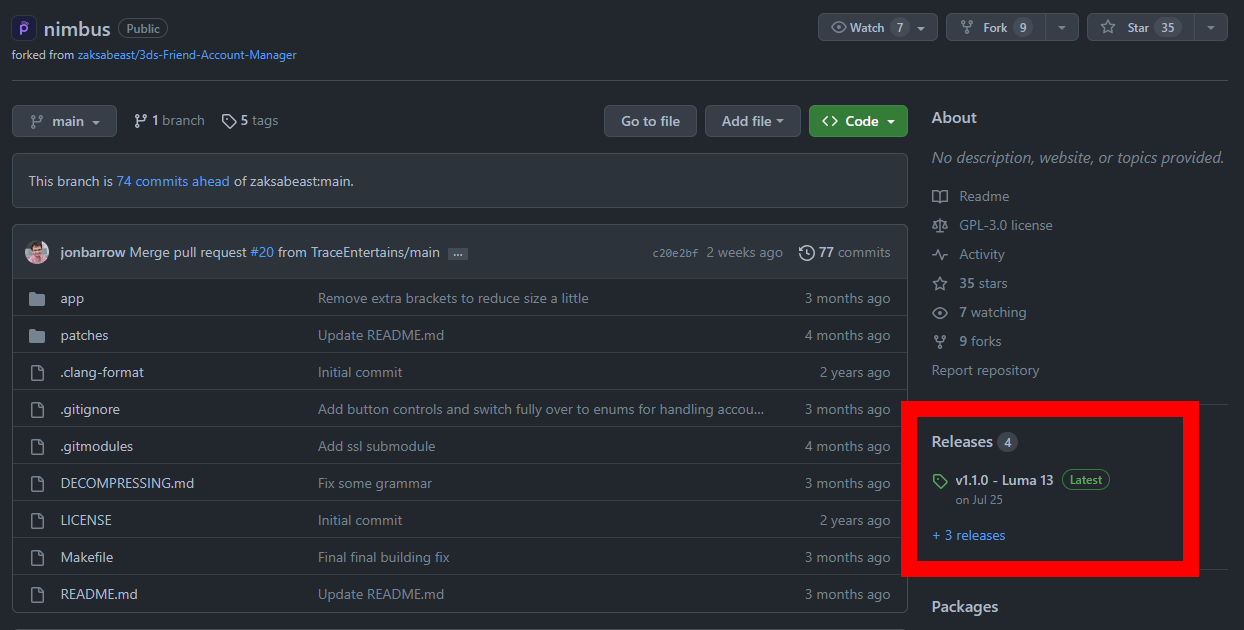 nimbus Public
Watch 7 Fork 9 Star 35
forked from zaksabeast/3ds-Friend-Account-Manager
main 1 branch 5 tags Go to file Add file Code
This branch is 74 commits ahead of zaksabeast:main.
jonbarrow Merge pull request #20 from TraceEntertains/main ... c20e2bf 2 weeks ago 77 commits
app Remove extra brackets to reduce size a little 3 months ago
patches Update README.md 4 months ago
.clang-format Initial commit 2 years ago
.gitignore Add button controls and switch fully over to enums for handling accou... 3 months ago
.gitmodules Add ssl submodule 4 months ago
DECOMPRESSING.md Fix some grammar 3 months ago
LICENSE Initial commit 2 years ago
Makefile Final final building fix 3 months ago
README.md Update README.md 3 months ago
About
No description, website, or topics provided.
Readme
GPL-3.0 license
Activity
35 stars
7 watching
9 forks
Report repository
Releases 4
v1.1.0 - Luma 13 Latest
on Jul 25
+ 3 releases
Packages